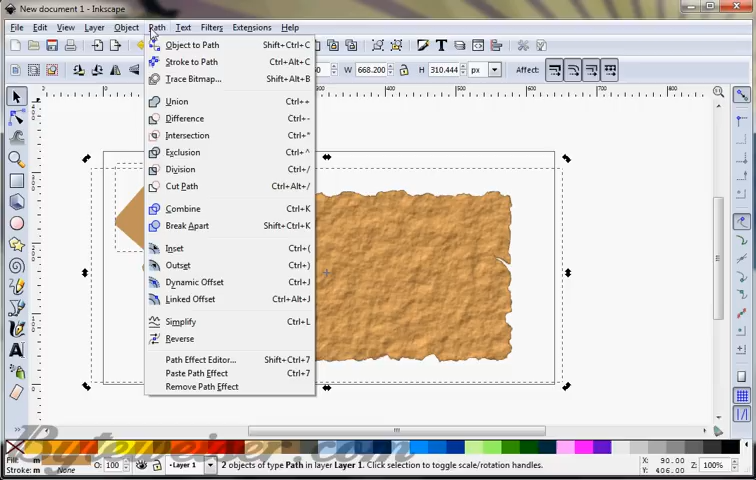 New document 1 - Inkscape
File Edit View Layer Object Path Text Filters Extensions Help
Object to Path Shift+Ctrl+C
Stroke to Path Ctrl+Alt+C
Trace Bitmap... Shift+Alt+B
W 668.200 H 310.444 px Affect:
Union Ctrl++
Difference Ctrl+-
Intersection Ctrl+*
Exclusion Ctrl+^
Division Ctrl+/
Cut Path Ctrl+Alt+/
Combine Ctrl+K
Break Apart Shift+Ctrl+K
Inset Ctrl+(
Outset Ctrl+)
Dynamic Offset Ctrl+J
Linked Offset Ctrl+Alt+J
Simplify Ctrl+L
Reverse
Path Effect Editor... Shift+Ctrl+7
Paste Path Effect Ctrl+7
Remove Path Effect
Fill: m
Stroke: m None O: 100 Layer 1 2 objects of type Path in layer Layer 1. Click selection to toggle scale/rotation handles. X: 90.00 Y: 406.00 Z: 100%